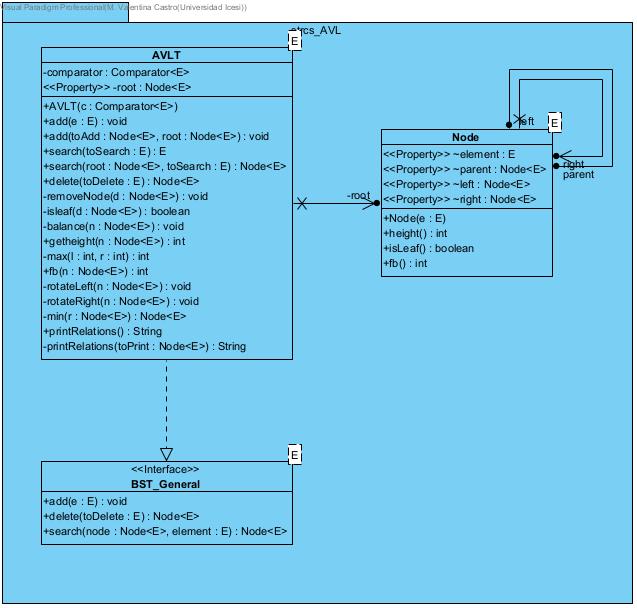 Visual Paradigm Professional(M. Valentina Castro(Universidad Icesi))
E
AVLT
-comparator : Comparator<E>
<<Property>> -root : Node<E>
+AVLT(c : Comparator<E>)
+add(e : E) : void
+add(toAdd : Node<E>, root : Node<E>) : void
+search(toSearch : E) : E
+search(root : Node<E>, toSearch : E) : Node<E>
+delete(toDelete : E) : Node<E>
-removeNode(d : Node<E>) : void
-isleaf(d : Node<E>) : boolean
-balance(n : Node<E>) : void
+getheight(n : Node<E>) : int
-max(l : int, r : int) : int
+fb(n : Node<E>) : int
-rotateLeft(n : Node<E>) : void
-rotateRight(n : Node<E>) : void
-min(r : Node<E>) : Node<E>
+printRelations() : String
-printRelations(toPrint : Node<E>) : String
-root
left
E
Node
<<Property>> ~element : E
<<Property>> ~parent : Node<E>
<<Property>> ~left : Node<E>
<<Property>> ~right : Node<E>
+Node(e : E)
+height() : int
+isLeaf() : boolean
+fb() : int
right
parent
E
<<Interface>>
BST_General
+add(e : E) : void
+delete(toDelete : E) : Node<E>
+search(node : Node<E>, element : E) : Node<E>